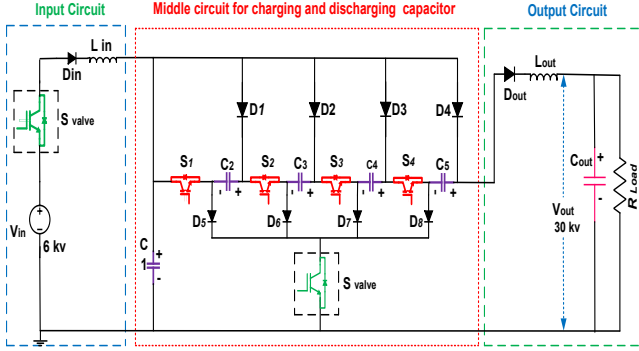 Input Circuit
Middle circuit for charging and discharging capacitor
Output Circuit
L in
Din
S valve
Vin
6 kv
D1
D2
D3
D4
S1
C2
S2
C3
S3
C4
S4
C5
D5
D6
D7
D8
C
1
+
-
S valve
Lout
Dout
Cout
+
-
Vout
30 kv
R Load
- +
- +
- +
- +
+
-